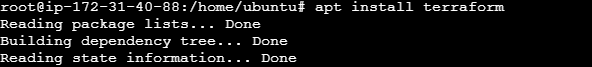 root@ip-172-31-40-88:/home/ubuntu# apt install terraform
Reading package lists... Done
Building dependency tree... Done
Reading state information... Done